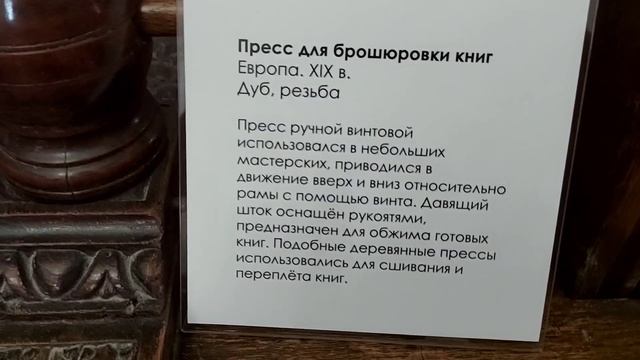 Пресс для брошюровки книг
Европа. XIX в.
Дуб, резьба
Пресс ручной винтовой
использовался в небольших
мастерских, приводился в
движение вверх и вниз относительно
рамы с помощью винта. Давящий
шток оснащён рукоятями,
предназначен для обжима готовых
книг. Подобные деревянные прессы
использовались для сшивания и
переплёта книг.